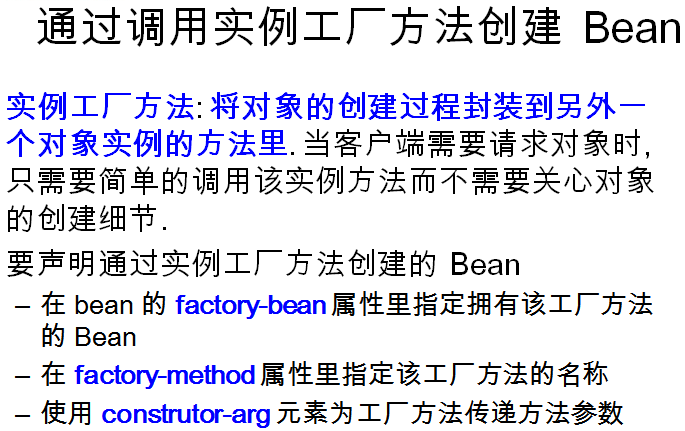 通过调用实例工厂方法创建 Bean
实例工厂方法: 将对象的创建过程封装到另外一
个对象实例的方法里. 当客户端需要请求对象时,
只需要简单的调用该实例方法而不需要关心对象
的创建细节.
要声明通过实例工厂方法创建的 Bean
– 在 bean 的 factory-bean 属性里指定拥有该工厂方法
的 Bean
– 在 factory-method 属性里指定该工厂方法的名称
– 使用 construtor-arg 元素为工厂方法传递方法参数